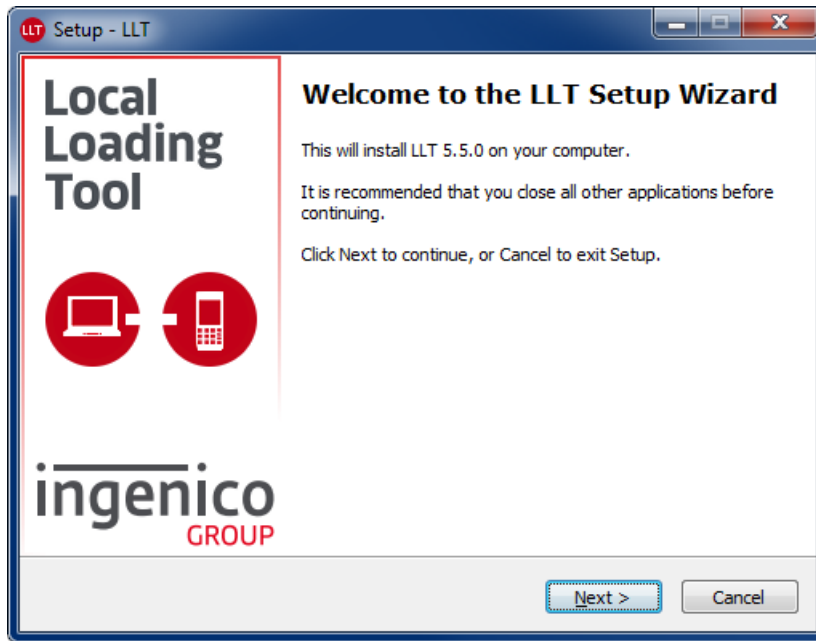 LLT Setup - LLT
Local
Loading
Tool
Welcome to the LLT Setup Wizard
This will install LLT 5.5.0 on your computer.
It is recommended that you close all other applications before
continuing.
Click Next to continue, or Cancel to exit Setup.
ingenico
GROUP
Next >
Cancel